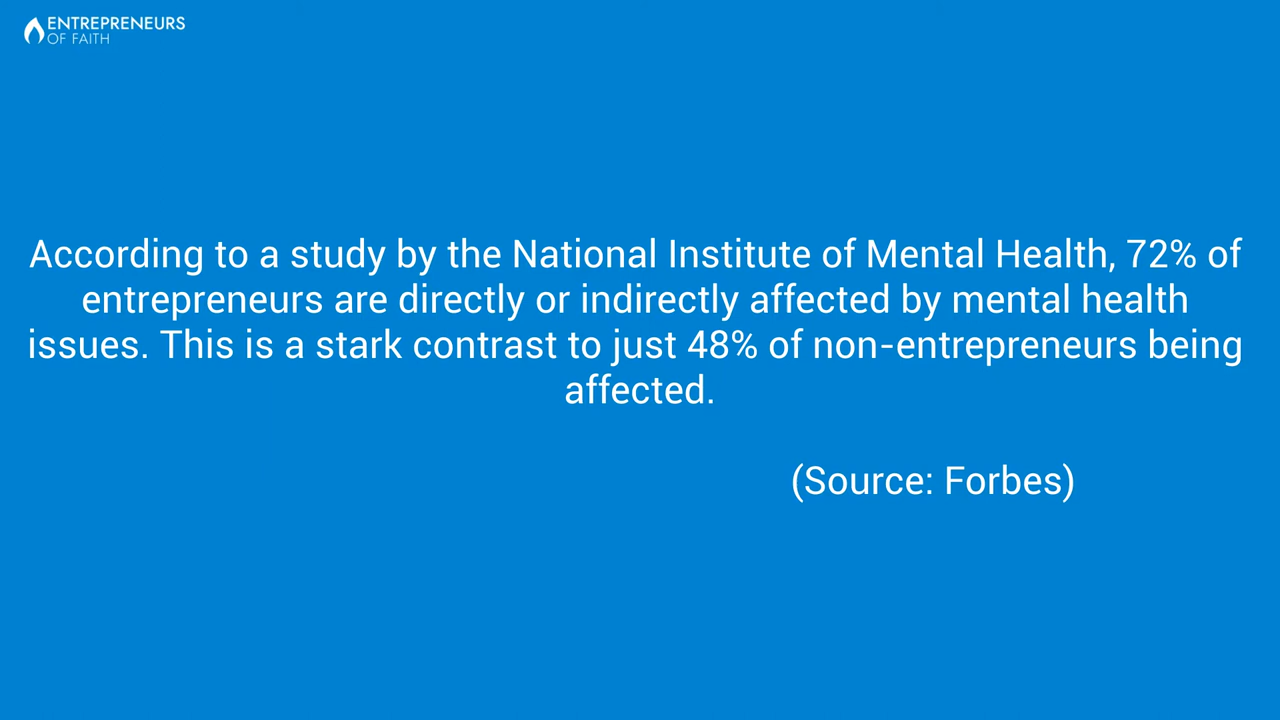 ENTREPRENEURS
OF FAITH
According to a study by the National Institute of Mental Health, 72% of
entrepreneurs are directly or indirectly affected by mental health
issues. This is a stark contrast to just 48% of non-entrepreneurs being
affected.
(Source: Forbes)